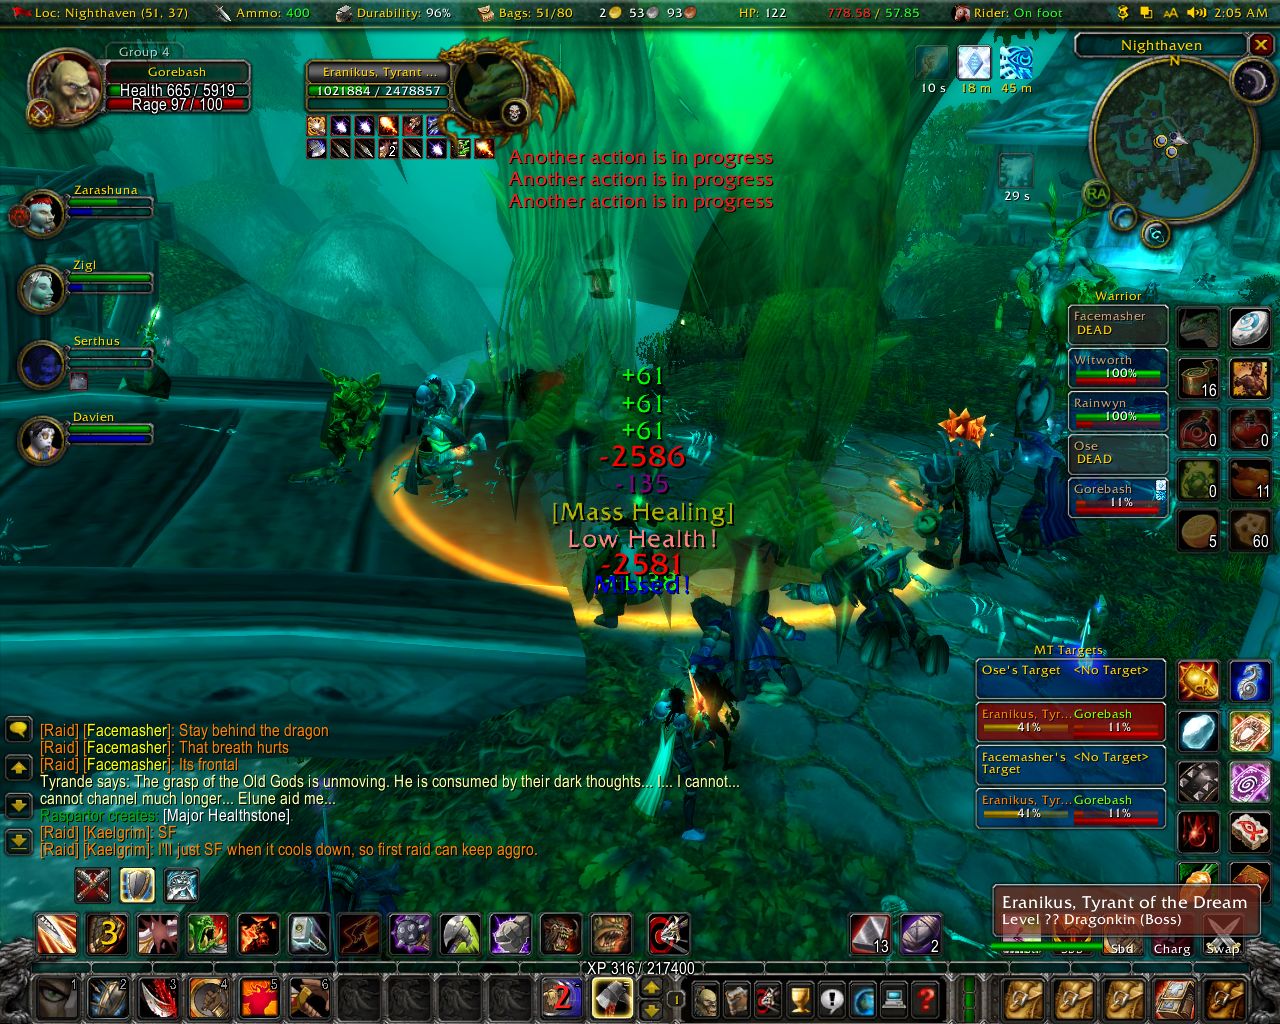 Loc: Nighthaven (51, 37)
Ammo: 400
Durability: 96%
Bags: 51/80
2 53 93
HP: 122
778.58 / 57.85
Rider: On foot
AA
2:05 AM
Group 4
Gorebash
Health 665 / 5919
Rage 97 / 100
Eranikus, Tyrant ...
1021884 / 2478857
2
10 s
18 m
45 m
29 s
Nighthaven
N
RA
Another action is in progress
Another action is in progress
Another action is in progress
Zarashuna
Zigl
Serthus
Davien
Warrior
Facemasher
DEAD
Witworth
100%
Rainwyn
100%
Ose
DEAD
Gorebash
11%
16
0
0
0
11
5
60
+61
+61
+61
-2586
-135
[Mass Healing]
Low Health!
-2581
Missed!
MT Targets
Ose's Target <No Target>
Eranikus, Tyr... Gorebash
41% 11%
Facemasher's Target <No Target>
Eranikus, Tyr... Gorebash
41% 11%
[Raid] [Facemasher]: Stay behind the dragon
[Raid] [Facemasher]: That breath hurts
[Raid] [Facemasher]: Its frontal
Tyrande says: The grasp of the Old Gods is unmoving. He is consumed by their dark thoughts... I... I cannot...
cannot channel much longer... Elune aid me...
Raspartor creates: [Major Healthstone]
[Raid] [Kaelgrim]: SF
[Raid] [Kaelgrim]: I'll just SF when it cools down, so first raid can keep aggro.
Eranikus, Tyrant of the Dream
Level ?? Dragonkin (Boss)
3
13
2
Sbd
Charg
Swap
XP 316 / 217400
1
2
3
4
5
6
2
1